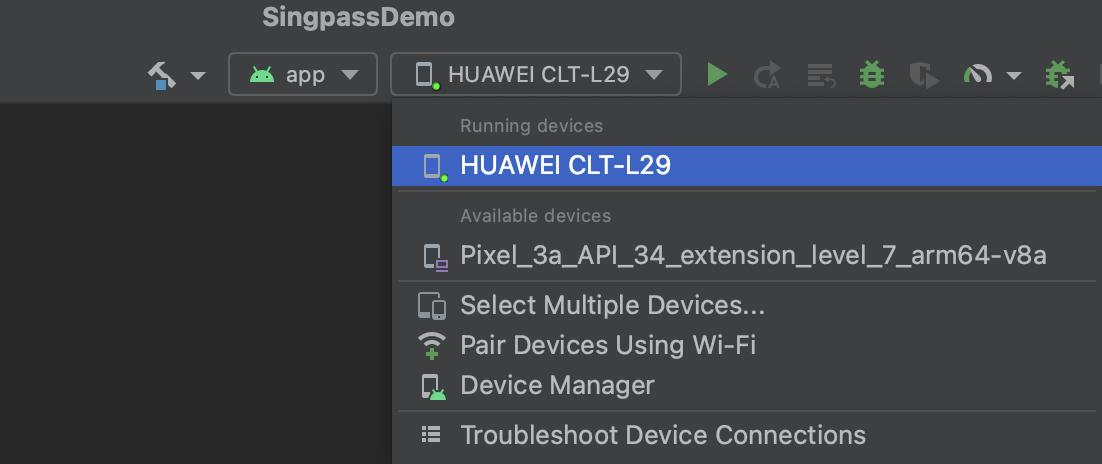 SingpassDemo
app
HUAWEI CLT-L29
Running devices
HUAWEI CLT-L29
Available devices
Pixel_3a_API_34_extension_level_7_arm64-v8a
Select Multiple Devices...
Pair Devices Using Wi-Fi
Device Manager
Troubleshoot Device Connections